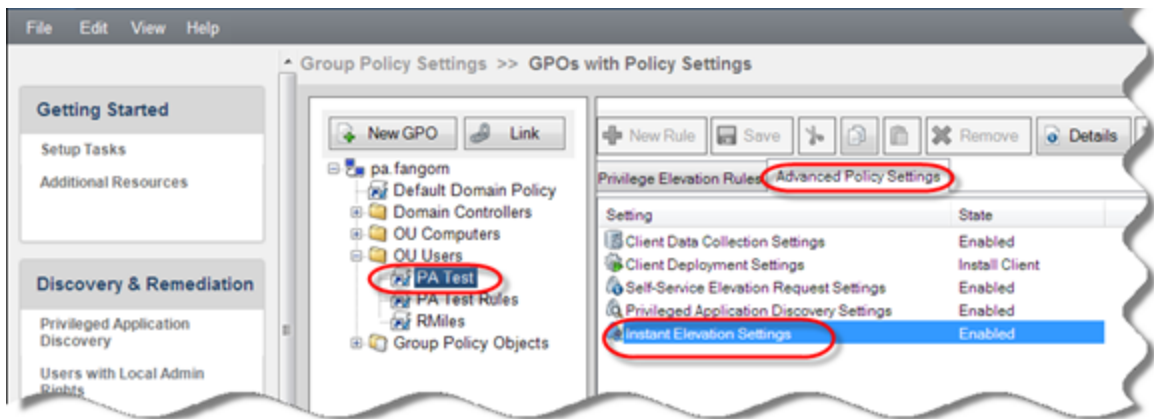 File Edit View Help
Group Policy Settings >> GPOs with Policy Settings
Getting Started
Setup Tasks
Additional Resources
Discovery & Remediation
Privileged Application
Discovery
Users with Local Admin
Rights
New GPO Link
pa.fangorn
Default Domain Policy
Domain Controllers
OU Computers
OU Users
PA Test
PA Test Rules
RMiles
Group Policy Objects
New Rule Save Remove Details
Privilege Elevation Rules Advanced Policy Settings
Setting State
Client Data Collection Settings Enabled
Client Deployment Settings Install Client
Self-Service Elevation Request Settings Enabled
Privileged Application Discovery Settings Enabled
Instant Elevation Settings Enabled